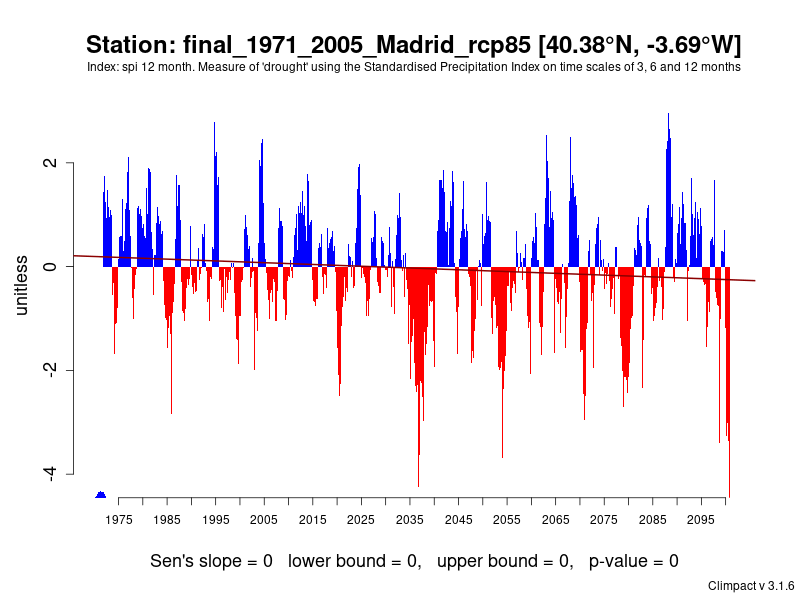 Station: final_1971_2005_Madrid_rcp85 [40.38°N, -3.69°W]
Index: spi 12 month. Measure of 'drought' using the Standardised Precipitation Index on time scales of 3, 6 and 12 months
unitless
2
0
-2
-4
1975 1985 1995 2005 2015 2025 2035 2045 2055 2065 2075 2085 2095
Sen's slope = 0 lower bound = 0, upper bound = 0, p-value = 0
Climpact v 3.1.6